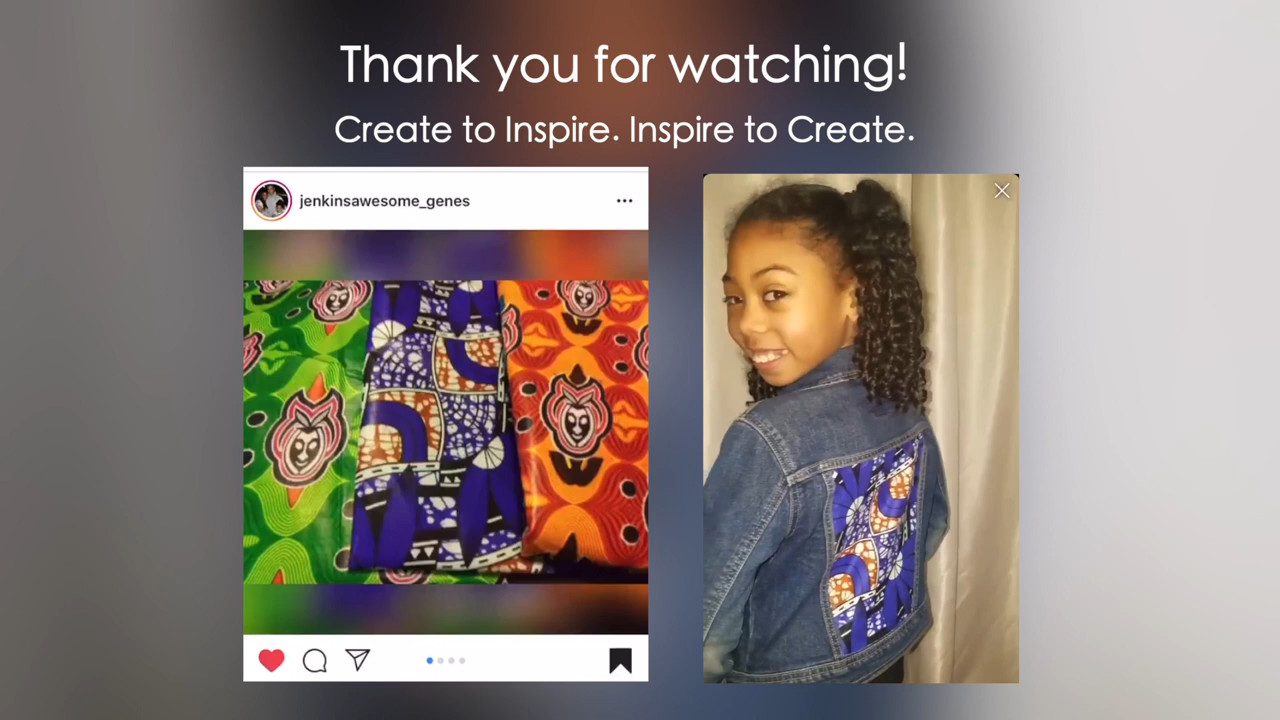 Thank you for watching!
Create to Inspire. Inspire to Create.
jenkinsawesome_genes